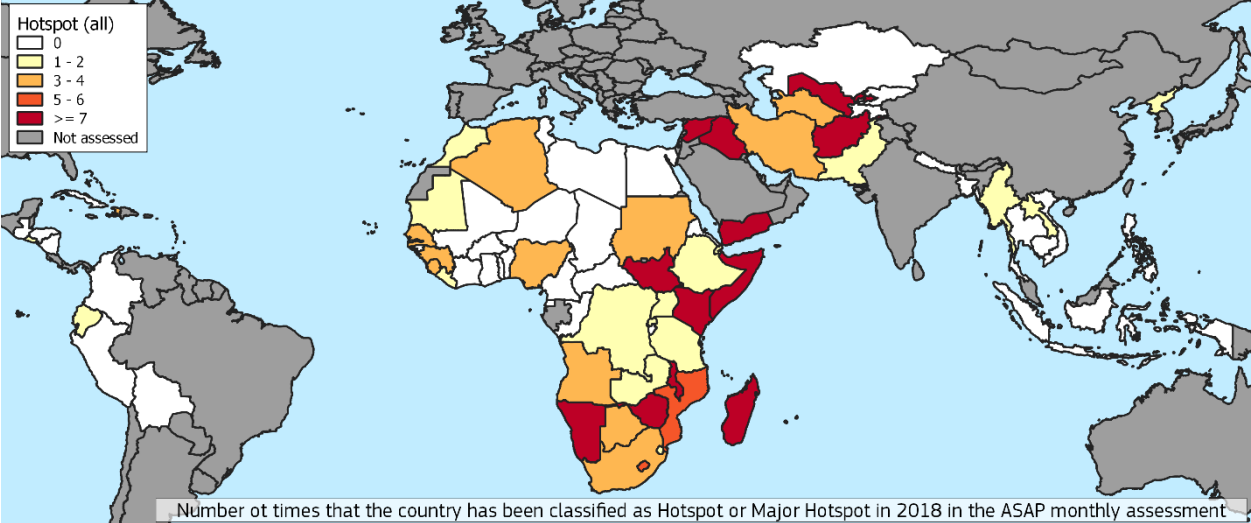 Hotspot (all)
0
1 - 2
3 - 4
5 - 6
>= 7
Not assessed
Number ot times that the country has been classified as Hotspot or Major Hotspot in 2018 in the ASAP monthly assessment